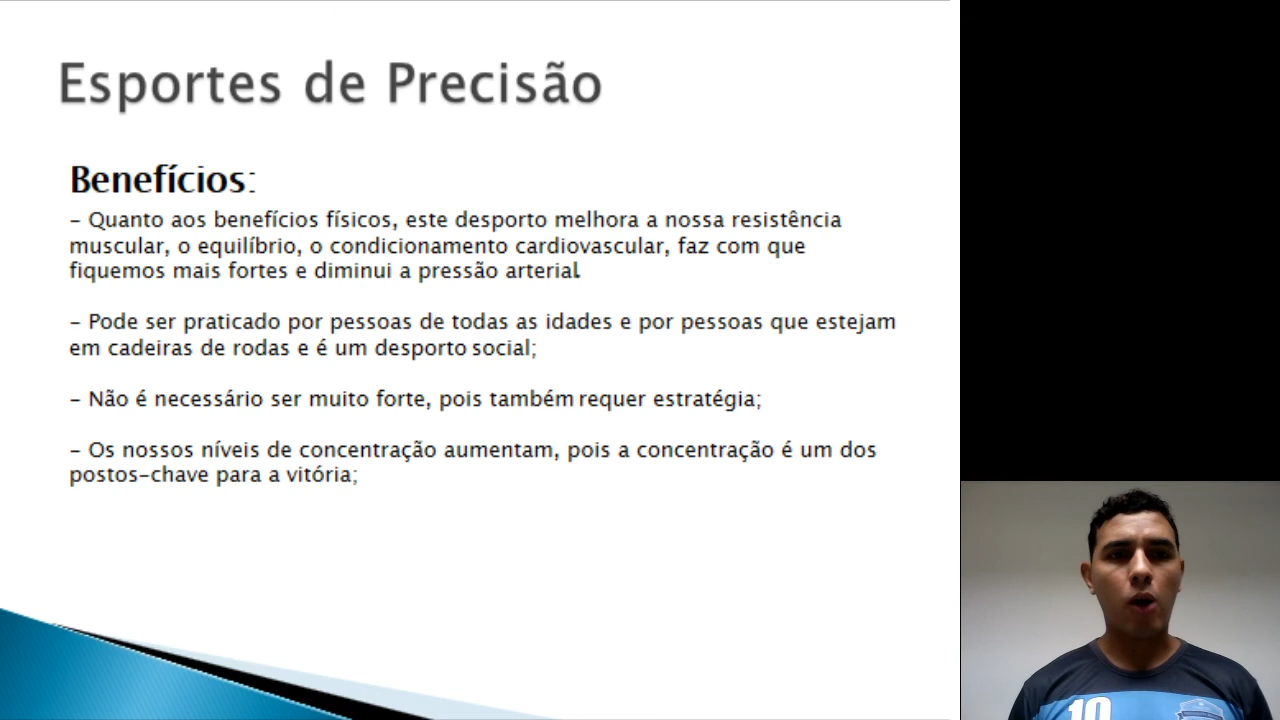 Esportes de Precisão
Benefícios:
- Quanto aos benefícios físicos, este desporto melhora a nossa resistência
muscular, o equilíbrio, o condicionamento cardiovascular, faz com que
fiquemos mais fortes e diminui a pressão arterial.
- Pode ser praticado por pessoas de todas as idades e por pessoas que estejam
em cadeiras de rodas e é um desporto social;
- Não é necessário ser muito forte, pois também requer estratégia;
- Os nossos níveis de concentração aumentam, pois a concentração é um dos
postos-chave para a vitória;
10